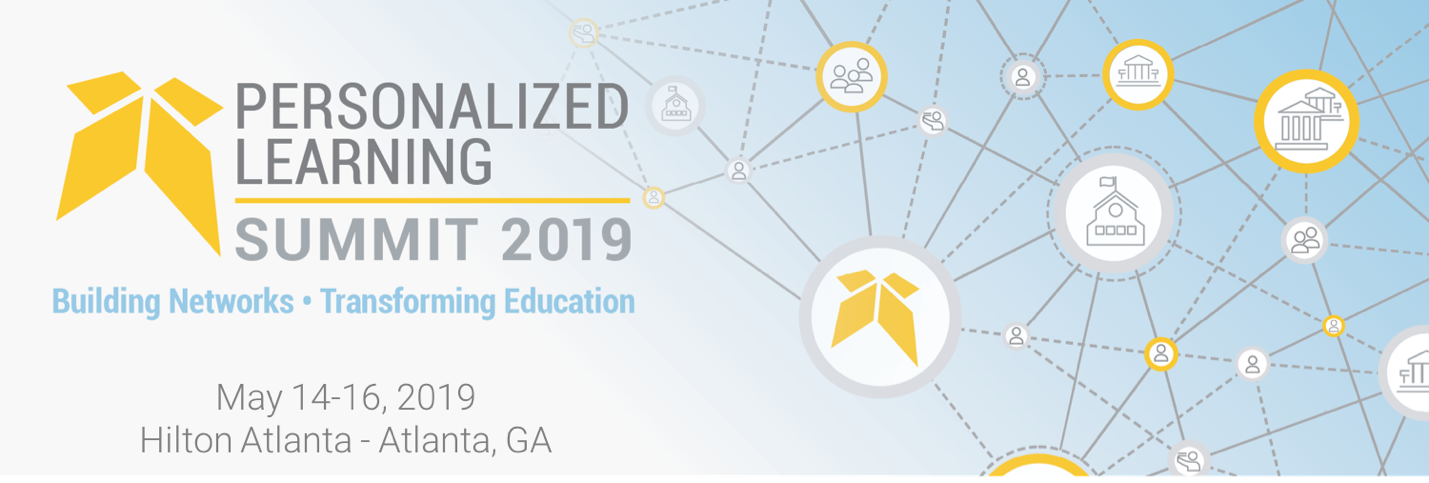 PERSONALIZED
LEARNING
SUMMIT 2019
Building Networks • Transforming Education
May 14-16, 2019
Hilton Atlanta - Atlanta, GA